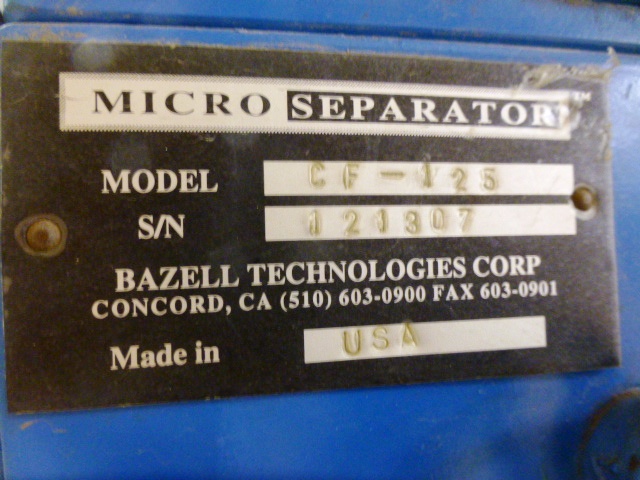 MICRO SEPARATOR™
MODEL CF-125
S/N 121307
BAZELL TECHNOLOGIES CORP
CONCORD, CA (510) 603-0900 FAX 603-0901
Made in USA